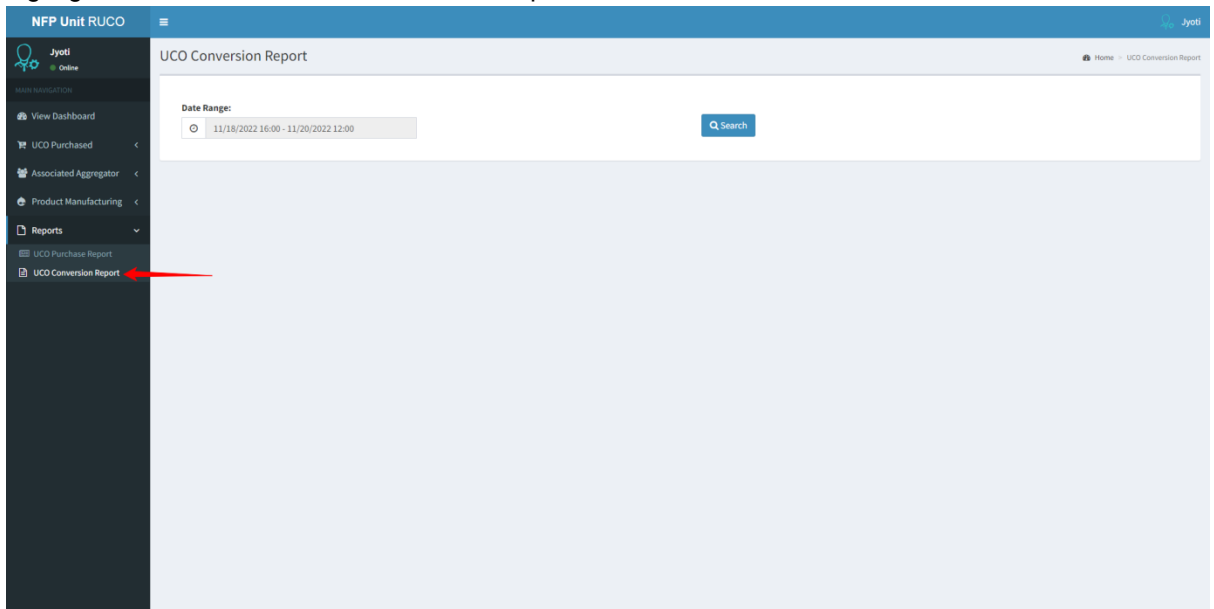 NFP Unit RUCO
Jyoti
Jyoti
Online
UCO Conversion Report
Home > UCO Conversion Report
MAIN NAVIGATION
View Dashboard
UCO Purchased
Associated Aggregator
Product Manufacturing
Reports
UCO Purchase Report
UCO Conversion Report
Date Range:
11/18/2022 16:00 - 11/20/2022 12:00
Search